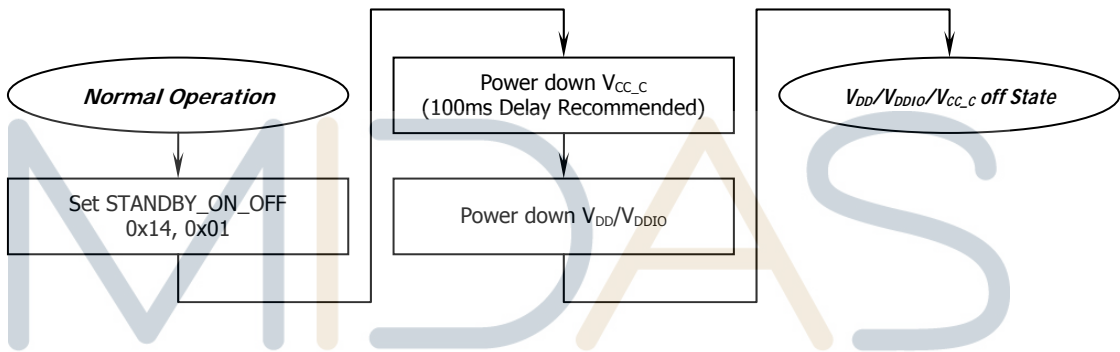 Normal Operation
Set STANDBY_ON_OFF
0x14, 0x01
Power down VCC_C
(100ms Delay Recommended)
Power down VDD/VDDIO
VDD/VDDIO/VCC_C off State
MIDAS